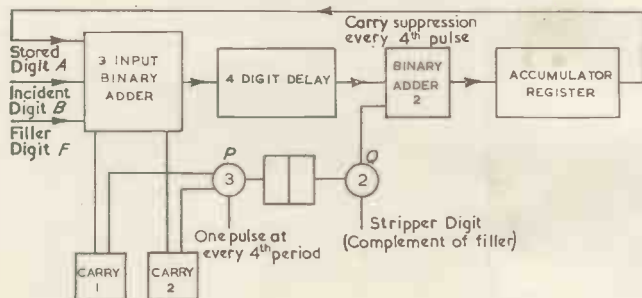 Carry suppression
every 4th pulse
Stored
Digit A
Incident
Digit B
Filler
Digit F
3 INPUT
BINARY
ADDER
4 DIGIT DELAY
BINARY
ADDER
2
ACCUMULATOR
REGISTER
P
3
Q
2
One pulse at
every 4th period
Stripper Digit
(Complement of filler)
CARRY
1
CARRY
2